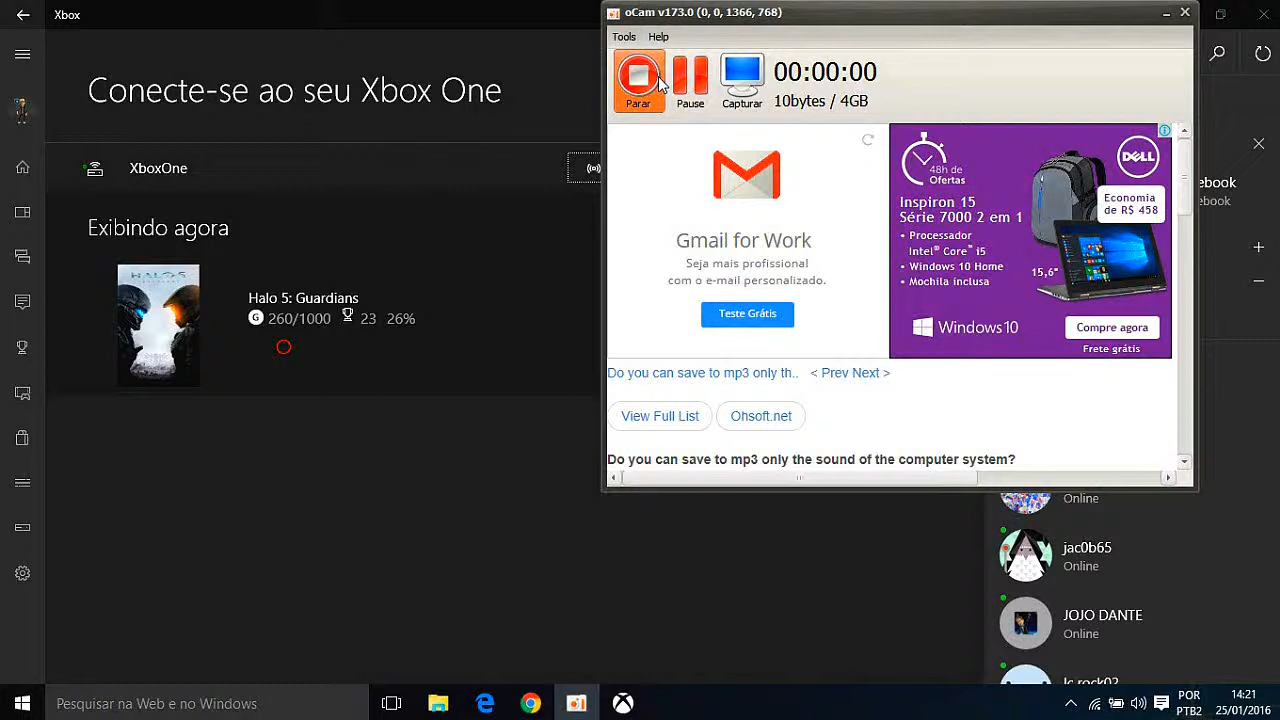 Xbox
Conecte-se ao seu Xbox One
XboxOne
Exibindo agora
HALO 5
Halo 5: Guardians
G 260/1000 23 26%
oCam v173.0 (0, 0, 1366, 768)
Tools Help
Parar
Pause
Capturar
00:00:00
10bytes / 4GB
Gmail for Work
Seja mais profissional
com o e-mail personalizado.
Teste Grátis
48h de
Ofertas
DELL
Inspiron 15
Série 7000 2 em 1
• Processador
Intel® Core™ i5
• Windows 10 Home
• Mochila inclusa
Economia
de R$ 458
15,6"
Windows10
Compre agora
Frete grátis
Do you can save to mp3 only th.. < Prev Next >
View Full List
Ohsoft.net
Do you can save to mp3 only the sound of the computer system?
ebook
ebook
Online
jac0b65
Online
JOJO DANTE
Online
lc rock02
Pesquisar na Web e no Windows
POR
PTB2
14:21
25/01/2016